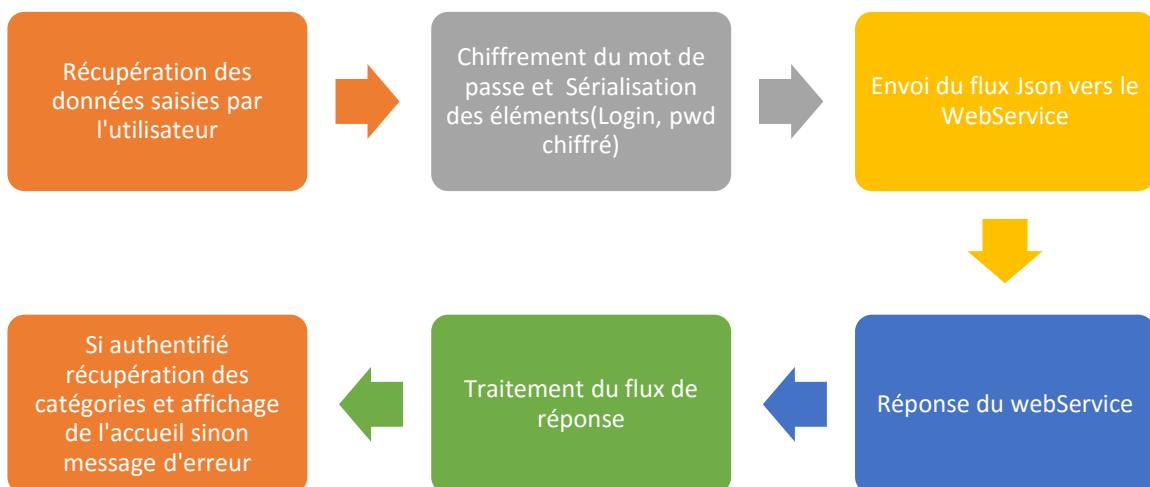 Récupération des
données saisies par
l'utilisateur
Chiffrement du mot de
passe et  Sérialisation
des éléments(Login, pwd
chiffré)
Envoi du flux Json vers le
WebService
Réponse du webService
Traitement du flux de
réponse
Si authentifié
récupération des
catégories et affichage
de l'accueil sinon
message d'erreur